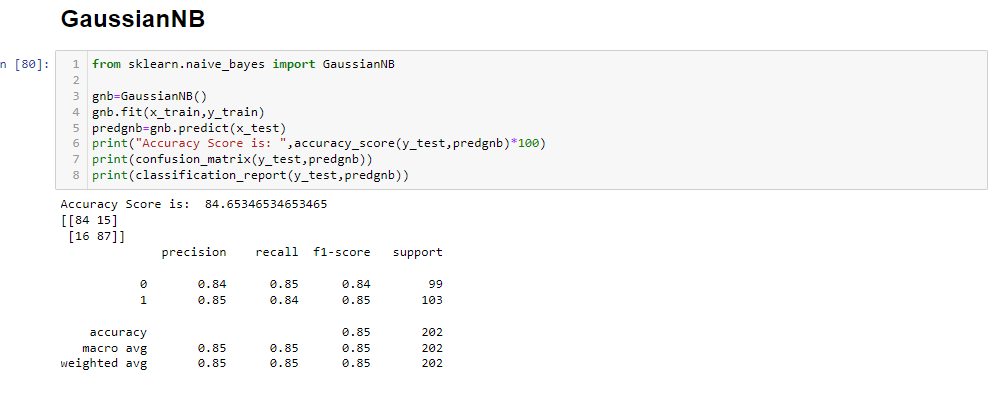 GaussianNB
n [80]:
1 from sklearn.naive_bayes import GaussianNB
2
3 gnb=GaussianNB()
4 gnb.fit(x_train,y_train)
5 predgnb=gnb.predict(x_test)
6 print("Accuracy Score is: ",accuracy_score(y_test,predgnb)*100)
7 print(confusion_matrix(y_test,predgnb))
8 print(classification_report(y_test,predgnb))
Accuracy Score is:  84.65346534653465
[[84 15]
 [16 87]]
precision recall f1-score support
0 0.84 0.85 0.84 99
1 0.85 0.84 0.85 103
accuracy 0.85 202
macro avg 0.85 0.85 0.85 202
weighted avg 0.85 0.85 0.85 202